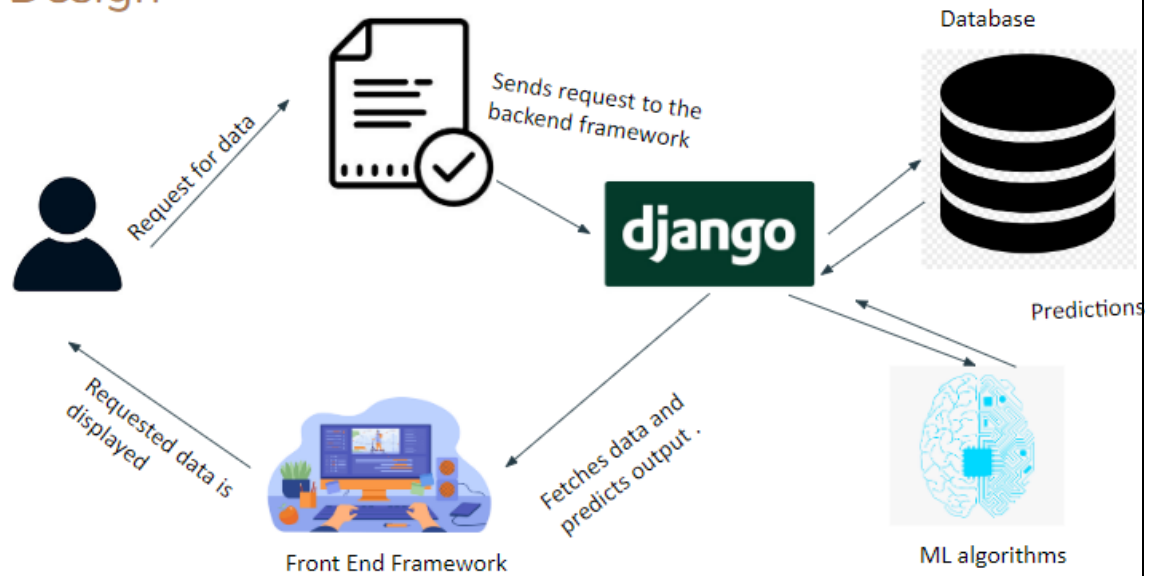 Design
Database
Sends request to the
backend framework
Request for data
django
Predictions
Requested data is
displayed
Fetches data and
predicts output .
Front End Framework
ML algorithms